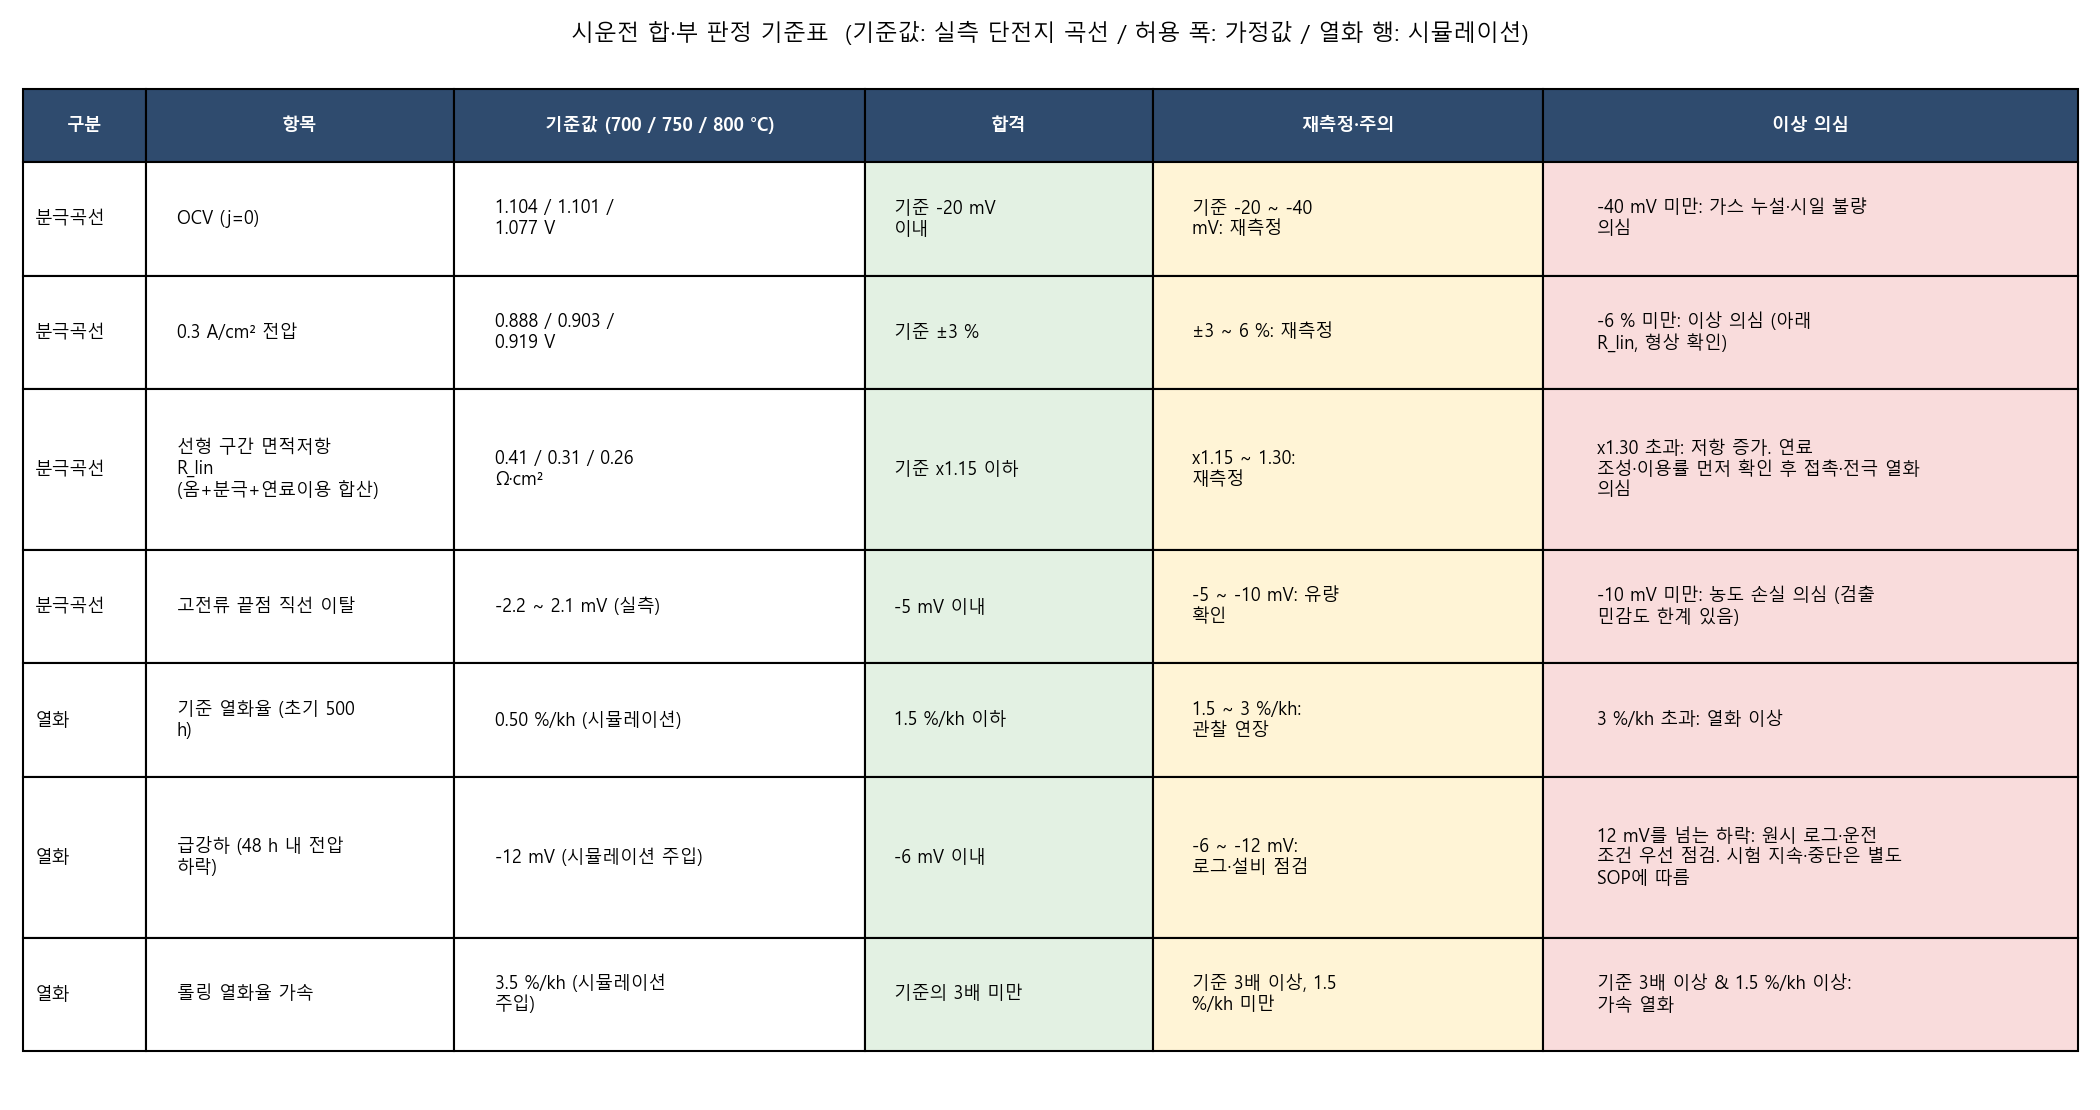 시운전 합·부 판정 기준표 (기준값: 실측 단전지 곡선 / 허용 폭: 가정값 / 열화 행: 시뮬레이션)
구분
항목
기준값 (700 / 750 / 800 °C)
합격
재측정·주의
이상 의심
분극곡선
OCV (j=0)
1.104 / 1.101 /
1.077 V
기준 -20 mV
이내
기준 -20 ~ -40
mV: 재측정
-40 mV 미만: 가스 누설·시일 불량
의심
분극곡선
0.3 A/cm² 전압
0.888 / 0.903 /
0.919 V
기준 ±3 %
±3 ~ 6 %: 재측정
-6 % 미만: 이상 의심 (아래
R_lin, 형상 확인)
분극곡선
선형 구간 면적저항
R_lin
(옴+분극+연료이용 합산)
0.41 / 0.31 / 0.26
Ω·cm²
기준 x1.15 이하
x1.15 ~ 1.30:
재측정
x1.30 초과: 저항 증가. 연료
조성·이용률 먼저 확인 후 접촉·전극 열화
의심
분극곡선
고전류 끝점 직선 이탈
-2.2 ~ 2.1 mV (실측)
-5 mV 이내
-5 ~ -10 mV: 유량
확인
-10 mV 미만: 농도 손실 의심 (검출
민감도 한계 있음)
열화
기준 열화율 (초기 500
h)
0.50 %/kh (시뮬레이션)
1.5 %/kh 이하
1.5 ~ 3 %/kh:
관찰 연장
3 %/kh 초과: 열화 이상
열화
급강하 (48 h 내 전압
하락)
-12 mV (시뮬레이션 주입)
-6 mV 이내
-6 ~ -12 mV:
로그·설비 점검
12 mV를 넘는 하락: 원시 로그·운전
조건 우선 점검. 시험 지속·중단은 별도
SOP에 따름
열화
롤링 열화율 가속
3.5 %/kh (시뮬레이션
주입)
기준의 3배 미만
기준 3배 이상, 1.5
%/kh 미만
기준 3배 이상 & 1.5 %/kh 이상:
가속 열화